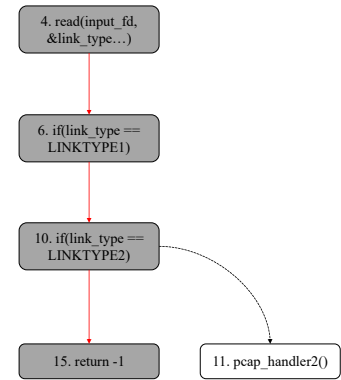 4. read(input_fd,
&link_type…)
6. if(link_type ==
LINKTYPE1)
10. if(link_type ==
LINKTYPE2)
15. return -1
11. pcap_handler2()